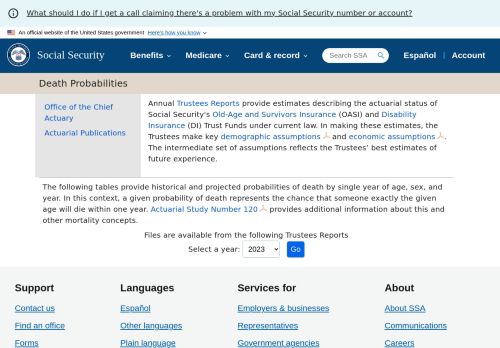 What should I do if I get a call claiming there's a problem with my Social Security number or account?
An official website of the United States government Here's how you know
Social Security Benefits Medicare Card & record Search SSA Español Account
Death Probabilities
Office of the Chief
Actuary
Actuarial Publications
Annual Trustees Reports provide estimates describing the actuarial status of
Social Security's Old-Age and Survivors Insurance (OASI) and Disability
Insurance (DI) Trust Funds under current law. In making these estimates, the
Trustees make key demographic assumptions and economic assumptions.
The intermediate set of assumptions reflects the Trustees' best estimates of
future experience.
The following tables provide historical and projected probabilities of death by single year of age, sex, and
year. In this context, a given probability of death represents the chance that someone exactly the given
age will die within one year. Actuarial Study Number 120 provides additional information about this and
other mortality concepts.
Files are available from the following Trustees Reports
Select a year: 2023 Go
Support Languages Services for About
Contact us Español Employers & businesses About SSA
Find an office Other languages Representatives Communications
Forms Plain language Government agencies Careers